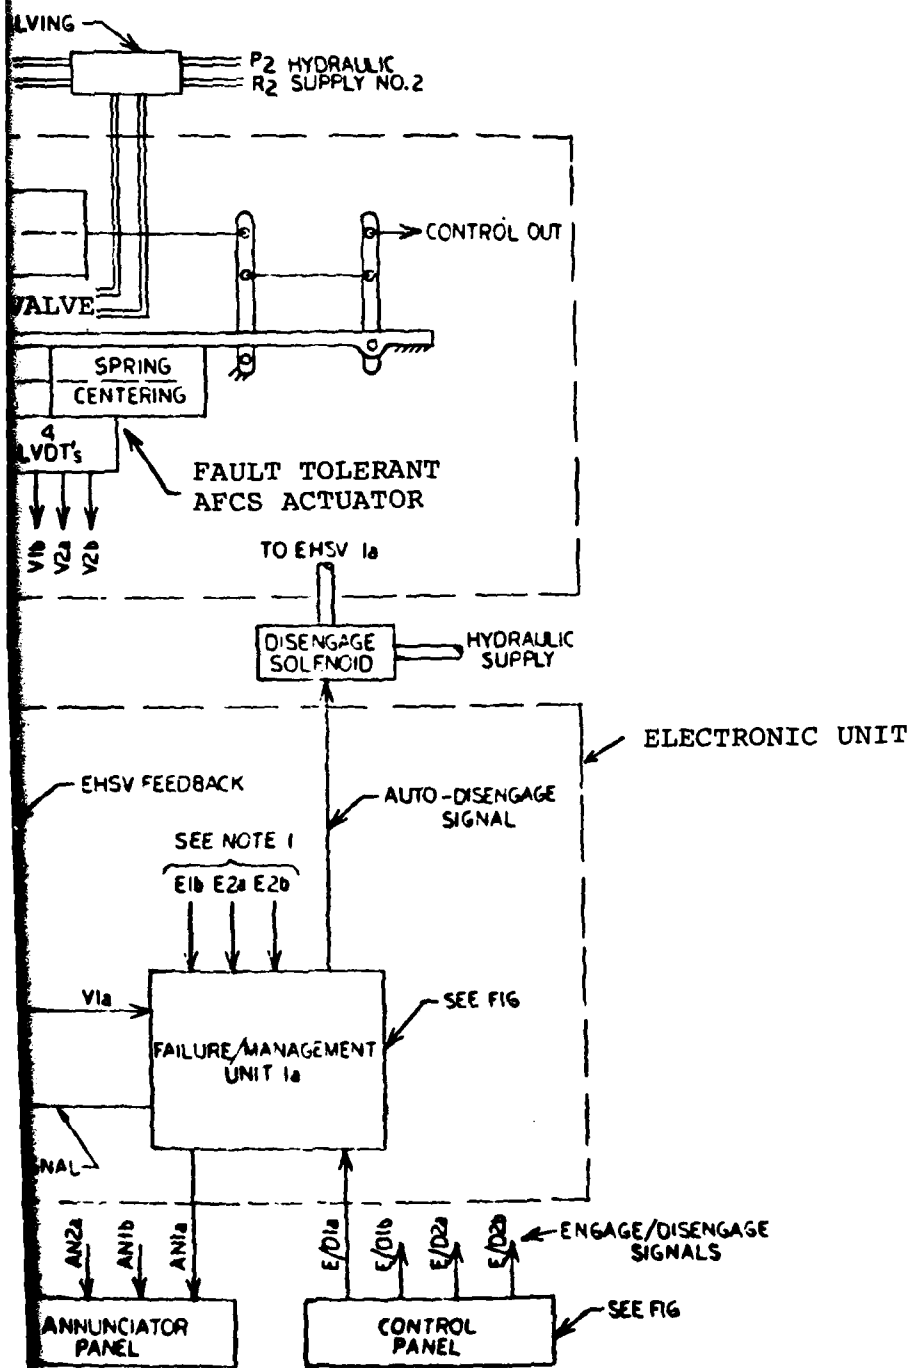 LVING
P2 HYDRAULIC
R2 SUPPLY NO.2
CONTROL OUT
VALVE
SPRING
CENTERING
4
LVDT's
FAULT TOLERANT
AFCS ACTUATOR
V1b V2a V2b
TO EHSV 1a
DISENGAGE
SOLENOID
HYDRAULIC
SUPPLY
ELECTRONIC UNIT
EHSV FEEDBACK
AUTO-DISENGAGE
SIGNAL
SEE NOTE 1
E1b E2a E2b
V1a
SEE FIG
FAILURE/MANAGEMENT
UNIT 1a
NAL
AN2a AN1b AN1a
E/D1a E/D1b E/D2a E/D2b
ENGAGE/DISENGAGE
SIGNALS
ANNUNCIATOR
PANEL
CONTROL
PANEL
SEE FIG